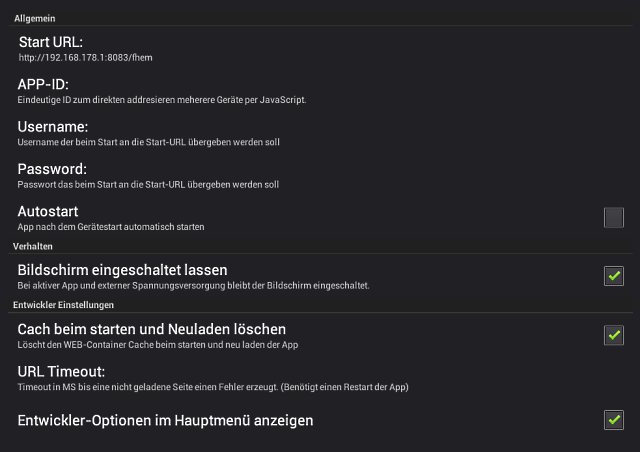 Allgemein
Start URL:
http://192.168.178.1:8083/fhem
APP-ID:
Eindeutige ID zum direkten addresieren meherere Geräte per JavaScript.
Username:
Username der beim Start an die Start-URL übergeben werden soll
Password:
Passwort das beim Start an die Start-URL übergeben werden soll
Autostart
App nach dem Gerätestart automatisch starten
Verhalten
Bildschirm eingeschaltet lassen
Bei aktiver App und externer Spannungsversorgung bleibt der Bildschirm eingeschaltet.
Entwickler Einstellungen
Cach beim starten und Neuladen löschen
Löscht den WEB-Container Cache beim starten und neu laden der App
URL Timeout:
Timeout in MS bis eine nicht geladene Seite einen Fehler erzeugt. (Benötigt einen Restart der App)
Entwickler-Optionen im Hauptmenü anzeigen